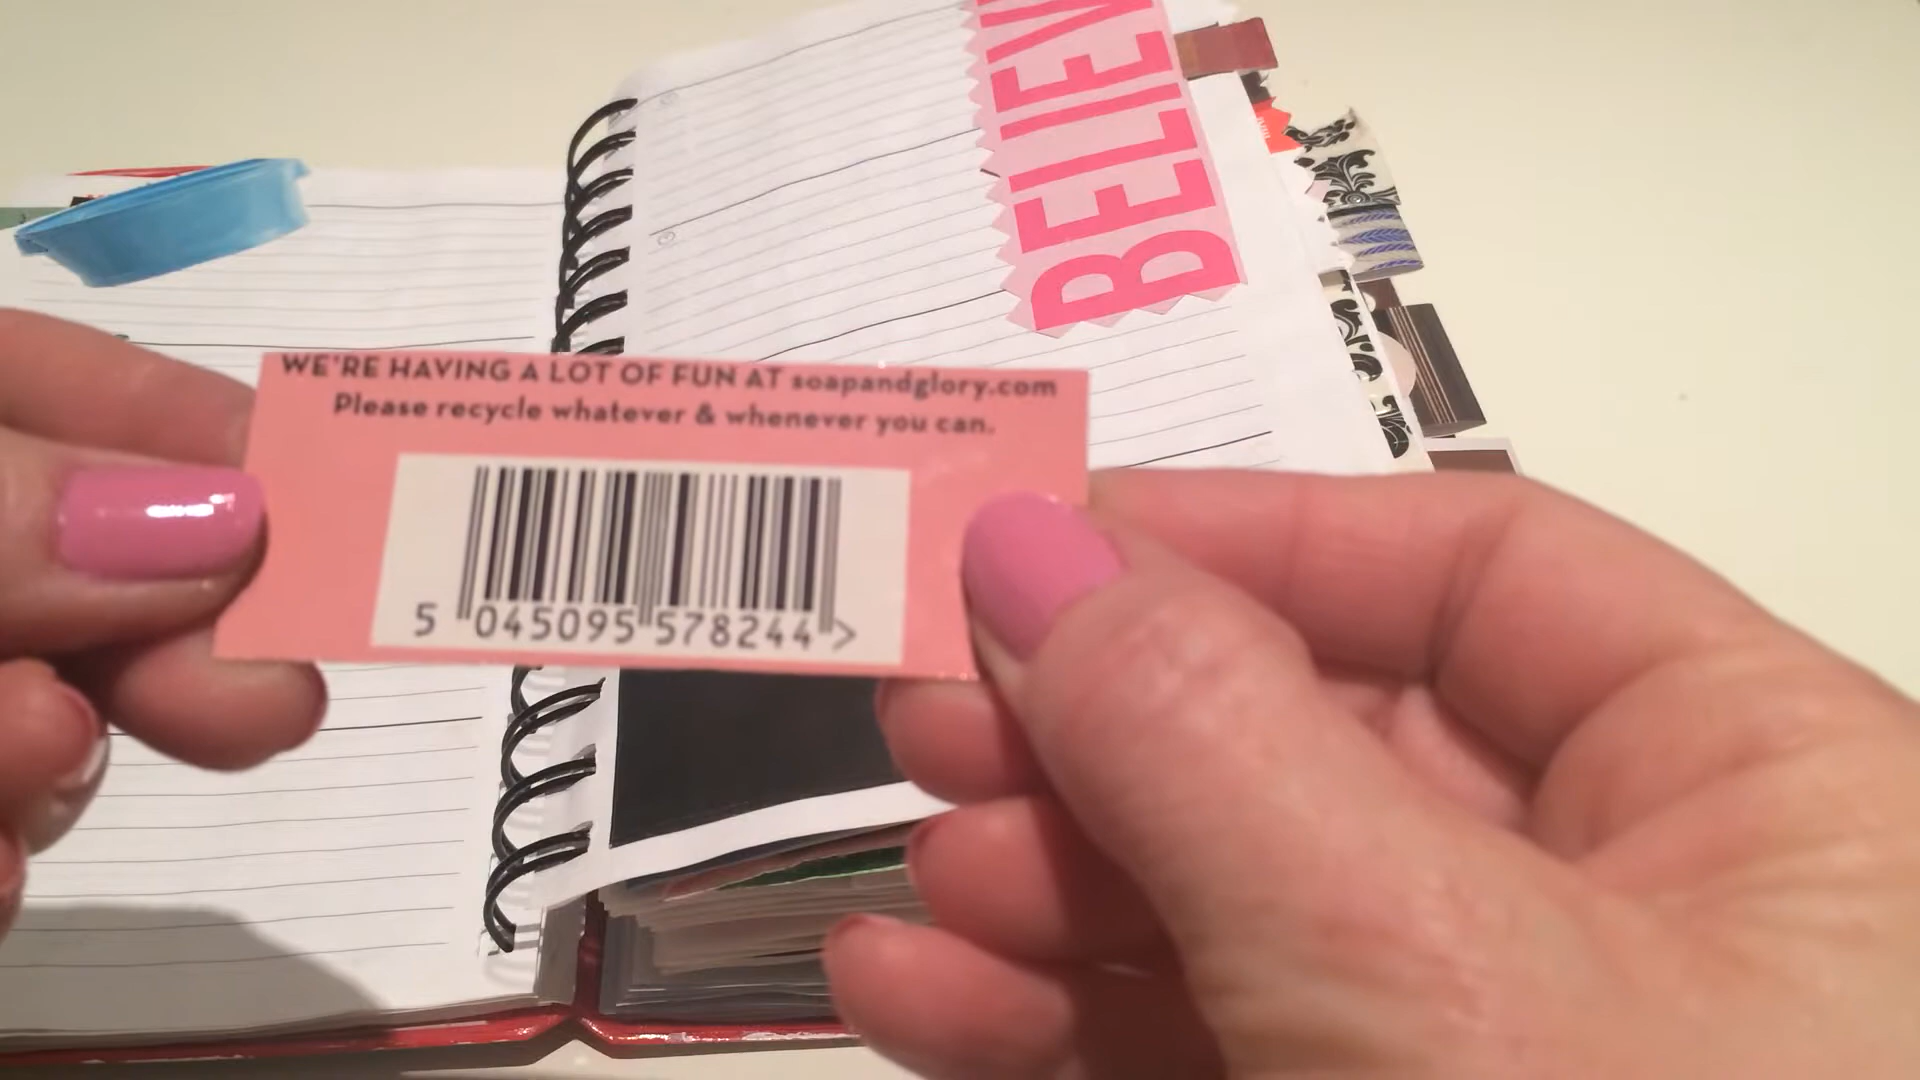 BELIEV
WE'RE HAVING A LOT OF FUN AT soapandglory.com
Please recycle whatever & whenever you can.
5 045095 578244 >